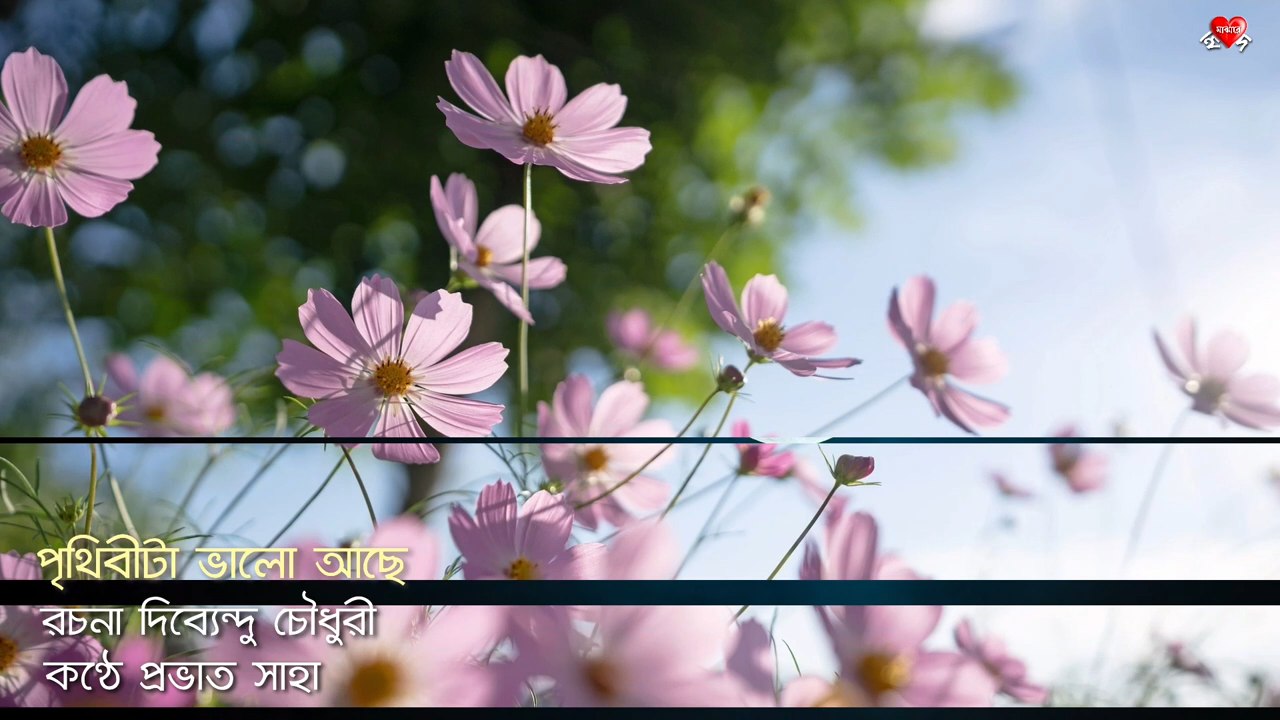 মাঝারে
পৃথিবীটা ভালো আছে
রচনা দিব্যেন্দু চৌধুরী
কণ্ঠে প্রভাত সাহা